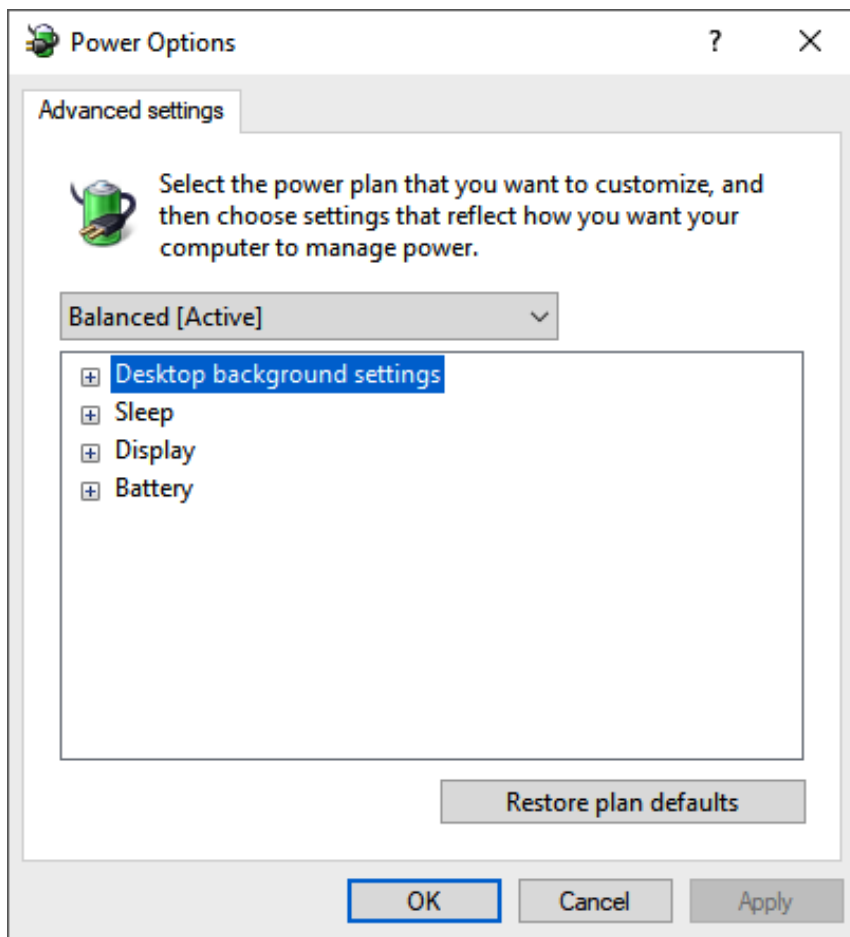 Power Options
?
Advanced settings
Select the power plan that you want to customize, and
then choose settings that reflect how you want your
computer to manage power.
Balanced [Active]
Desktop background settings
Sleep
Display
Battery
Restore plan defaults
OK
Cancel
Apply